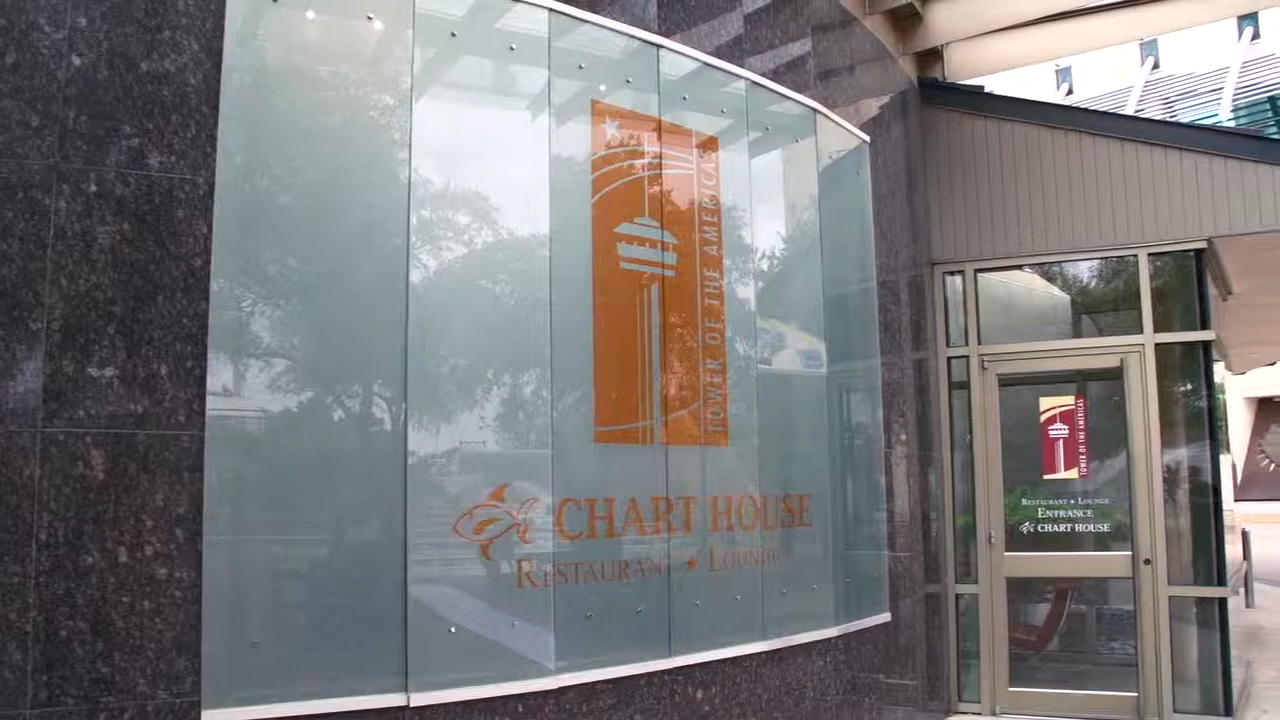 TOWER OF THE AMERICAS
CHART HOUSE
RESTAURANT ★ LOUNGE
TOWER OF THE AMERICAS
RESTAURANT ★ LOUNGE
ENTRANCE
CHART HOUSE